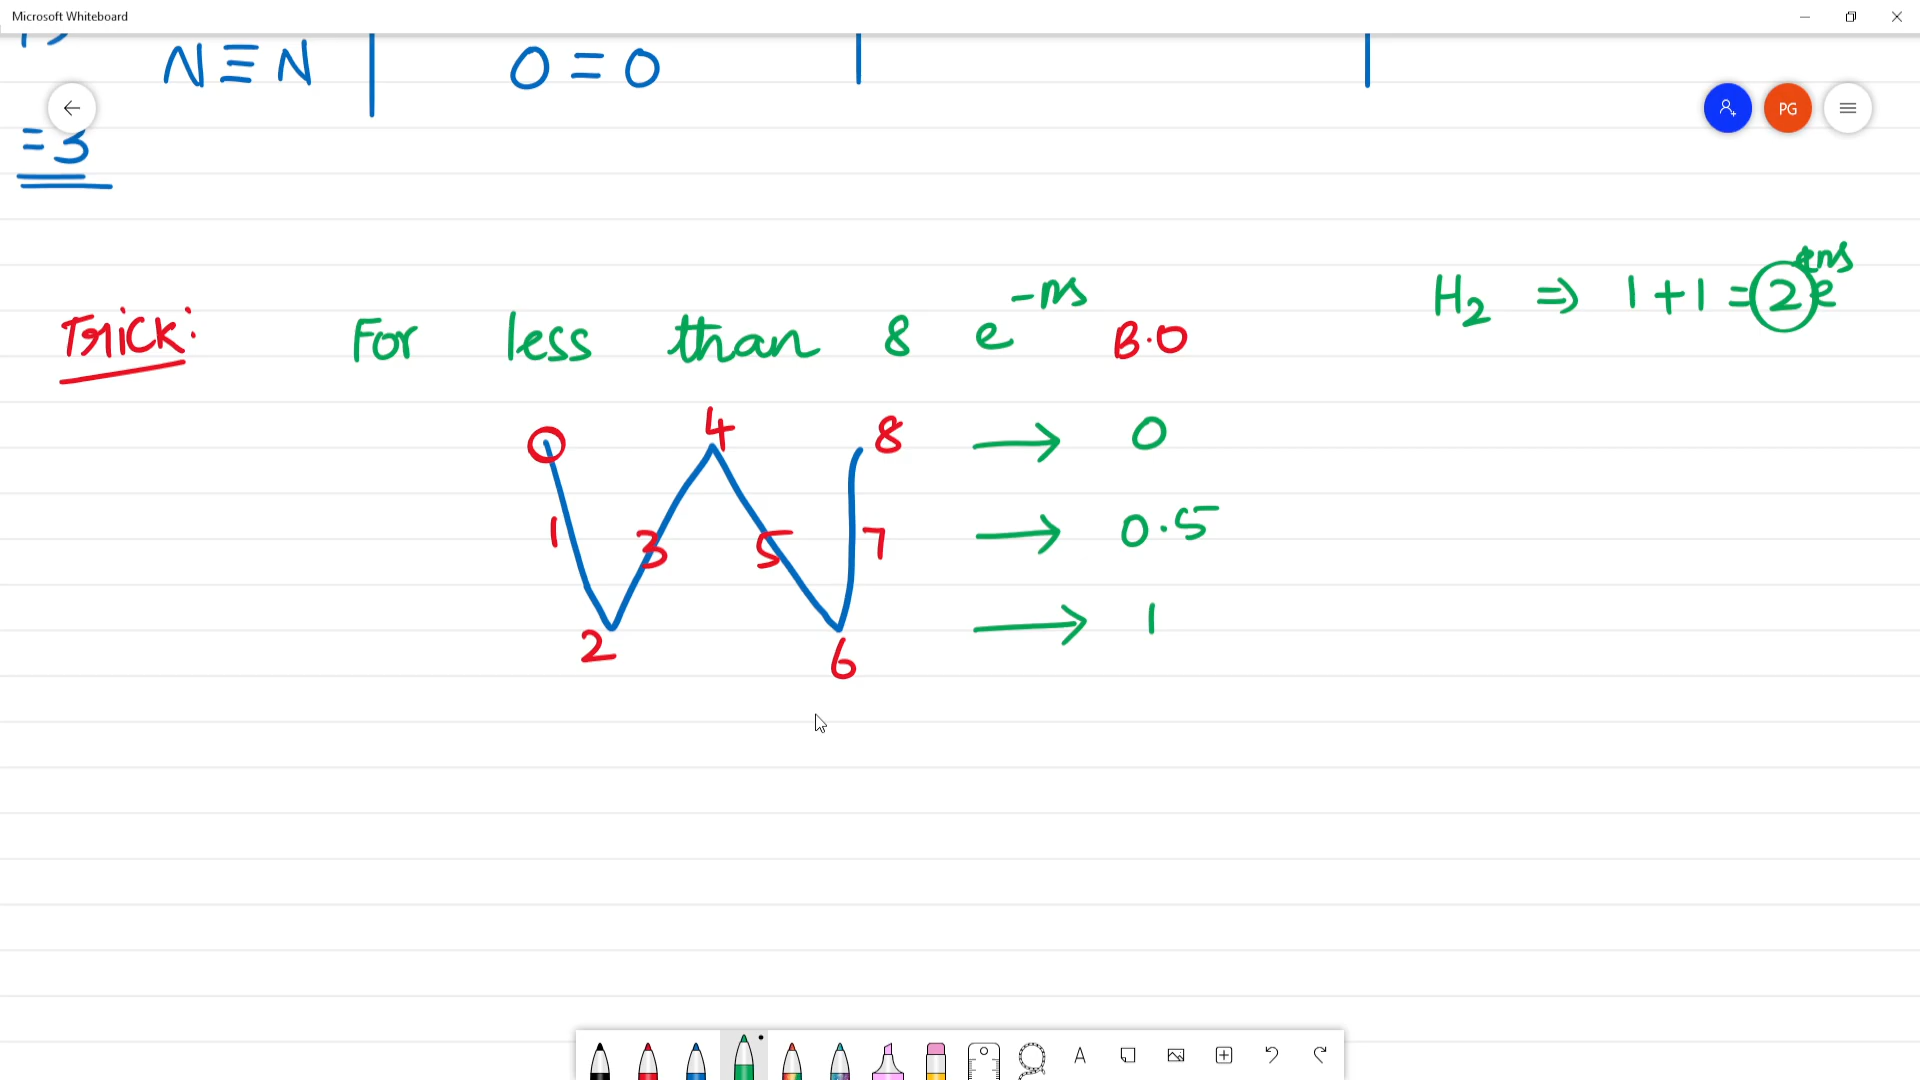 Microsoft Whiteboard
N≡N
O=O
PG
=3
H₂ ⇒ 1+1 = 2 e
Trick: For less than 8 e⁻ⁿˢ B.O
0 4 8 → 0
1 3 5 7 → 0.5
2 6 → 1
A